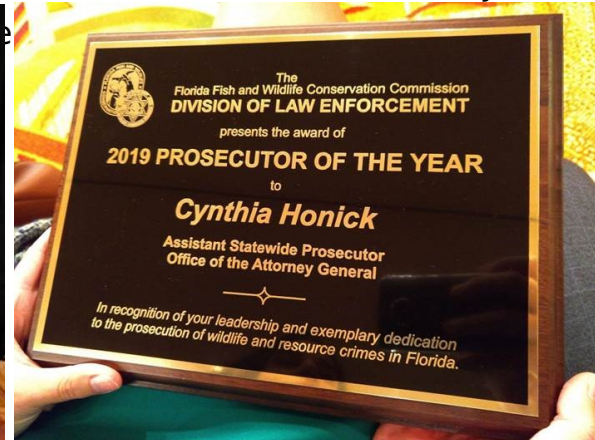 The
Florida Fish and Wildlife Conservation Commission
DIVISION OF LAW ENFORCEMENT
presents the award of
2019 PROSECUTOR OF THE YEAR
to
Cynthia Honick
Assistant Statewide Prosecutor
Office of the Attorney General
In recognition of your leadership and exemplary dedication
to the prosecution of wildlife and resource crimes in Florida.